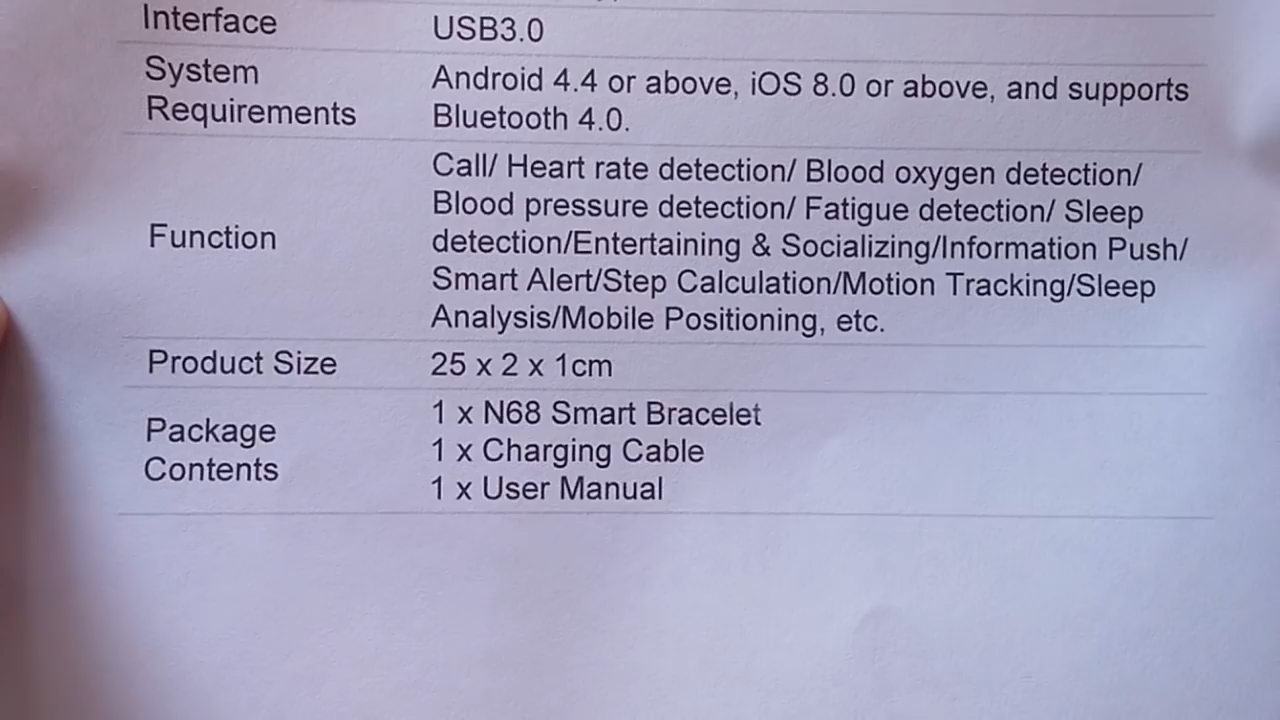 Interface USB3.0
System Requirements Android 4.4 or above, iOS 8.0 or above, and supports
Bluetooth 4.0.
Function Call/ Heart rate detection/ Blood oxygen detection/
Blood pressure detection/ Fatigue detection/ Sleep
detection/Entertaining & Socializing/Information Push/
Smart Alert/Step Calculation/Motion Tracking/Sleep
Analysis/Mobile Positioning, etc.
Product Size 25 x 2 x 1cm
Package Contents 1 x N68 Smart Bracelet
1 x Charging Cable
1 x User Manual